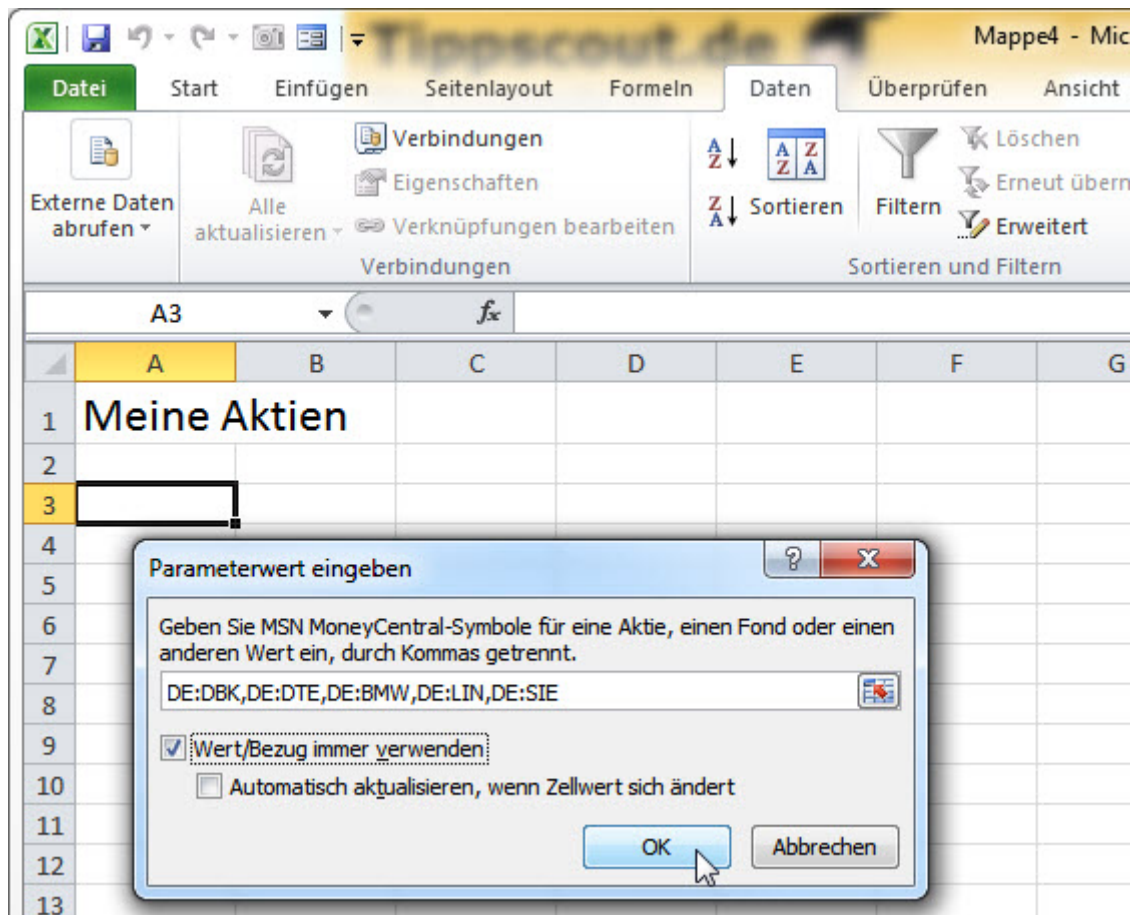 Tippscout.de
Mappe4 - Mic
Datei Start Einfügen Seitenlayout Formeln Daten Überprüfen Ansicht
Verbindungen
Eigenschaften
Verknüpfungen bearbeiten
Externe Daten
abrufen
Alle
aktualisieren
Verbindungen
A
Z
Z
A
A Z
Z A
Sortieren
Filtern
Löschen
Erneut übern
Erweitert
Sortieren und Filtern
A3 fx
A B C D E F G
1 Meine Aktien
2
3
4
5
6
7
8
9
10
11
12
13
Parameterwert eingeben ?
Geben Sie MSN MoneyCentral-Symbole für eine Aktie, einen Fond oder einen
anderen Wert ein, durch Kommas getrennt.
DE:DBK,DE:DTE,DE:BMW,DE:LIN,DE:SIE
Wert/Bezug immer verwenden
Automatisch aktualisieren, wenn Zellwert sich ändert
OK Abbrechen